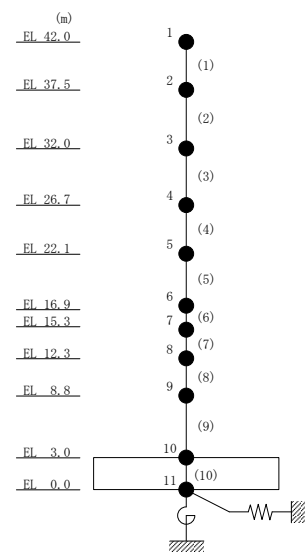 (m)
EL 42.0
1
(1)
EL 37.5
2
(2)
EL 32.0
3
(3)
EL 26.7
4
(4)
EL 22.1
5
(5)
EL 16.9
6
(6)
EL 15.3
7
(7)
EL 12.3
8
(8)
EL 8.8
9
(9)
EL 3.0
10
(10)
EL 0.0
11